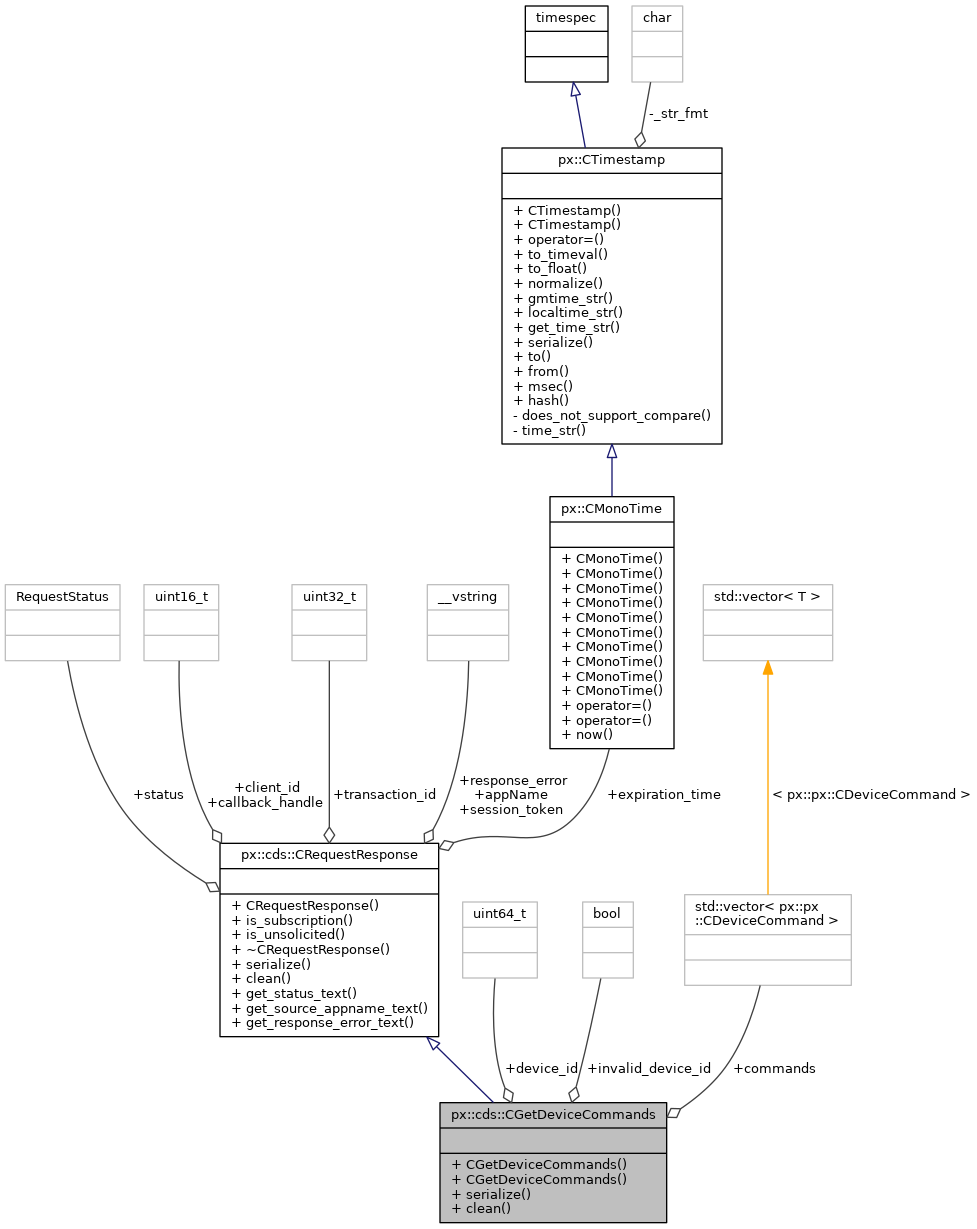 timespec
char
-_str_fmt
px::CTimestamp
+ CTimestamp()
+ CTimestamp()
+ operator=()
+ to_timeval()
+ to_float()
+ normalize()
+ gmtime_str()
+ localtime_str()
+ get_time_str()
+ serialize()
+ to()
+ from()
+ msec()
+ hash()
- does_not_support_compare()
- time_str()
px::CMonoTime
+ CMonoTime()
+ CMonoTime()
+ CMonoTime()
+ CMonoTime()
+ CMonoTime()
+ CMonoTime()
+ CMonoTime()
+ CMonoTime()
+ CMonoTime()
+ CMonoTime()
+ operator=()
+ operator=()
+ now()
RequestStatus
uint16_t
uint32_t
__vstring
std::vector< T >
+status
+client_id
+callback_handle
+transaction_id
+response_error
+appName
+session_token
+expiration_time
< px::px::CDeviceCommand >
px::cds::CRequestResponse
+ CRequestResponse()
+ is_subscription()
+ is_unsolicited()
+ ~CRequestResponse()
+ serialize()
+ clean()
+ get_status_text()
+ get_source_appname_text()
+ get_response_error_text()
uint64_t
bool
std::vector< px::px
::CDeviceCommand >
+device_id
+invalid_device_id
+commands
px::cds::CGetDeviceCommands
+ CGetDeviceCommands()
+ CGetDeviceCommands()
+ serialize()
+ clean()